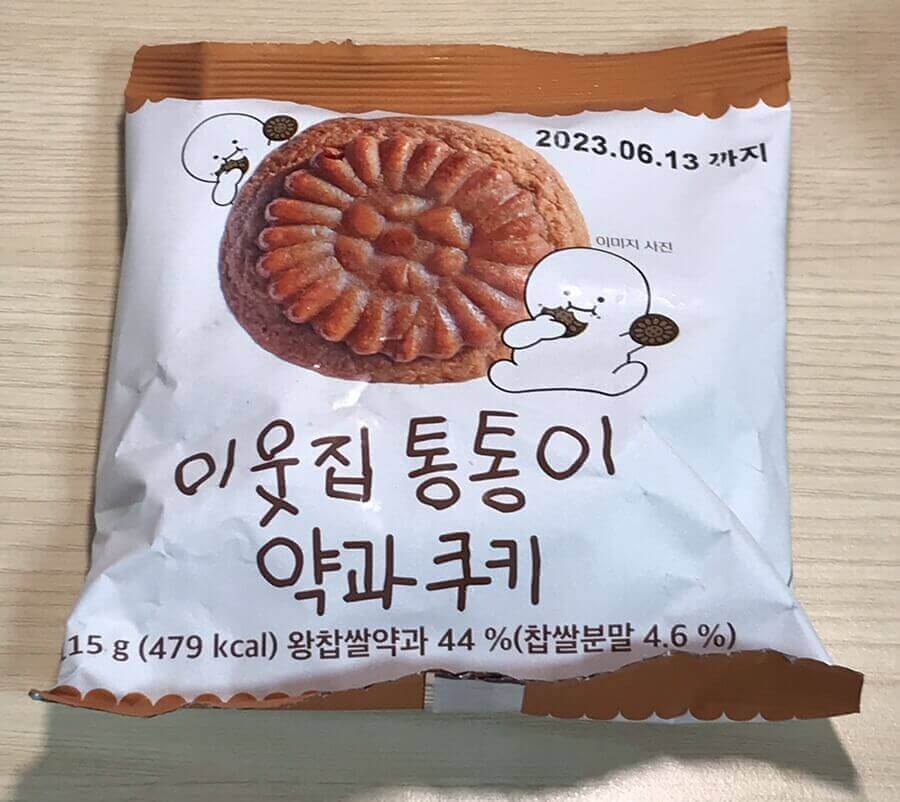 2023.06.13 까지
이미지 사진
이웃집 통통이
약과쿠키
115 g (479 kcal) 왕찹쌀약과 44 %(찹쌀분말 4.6 %)